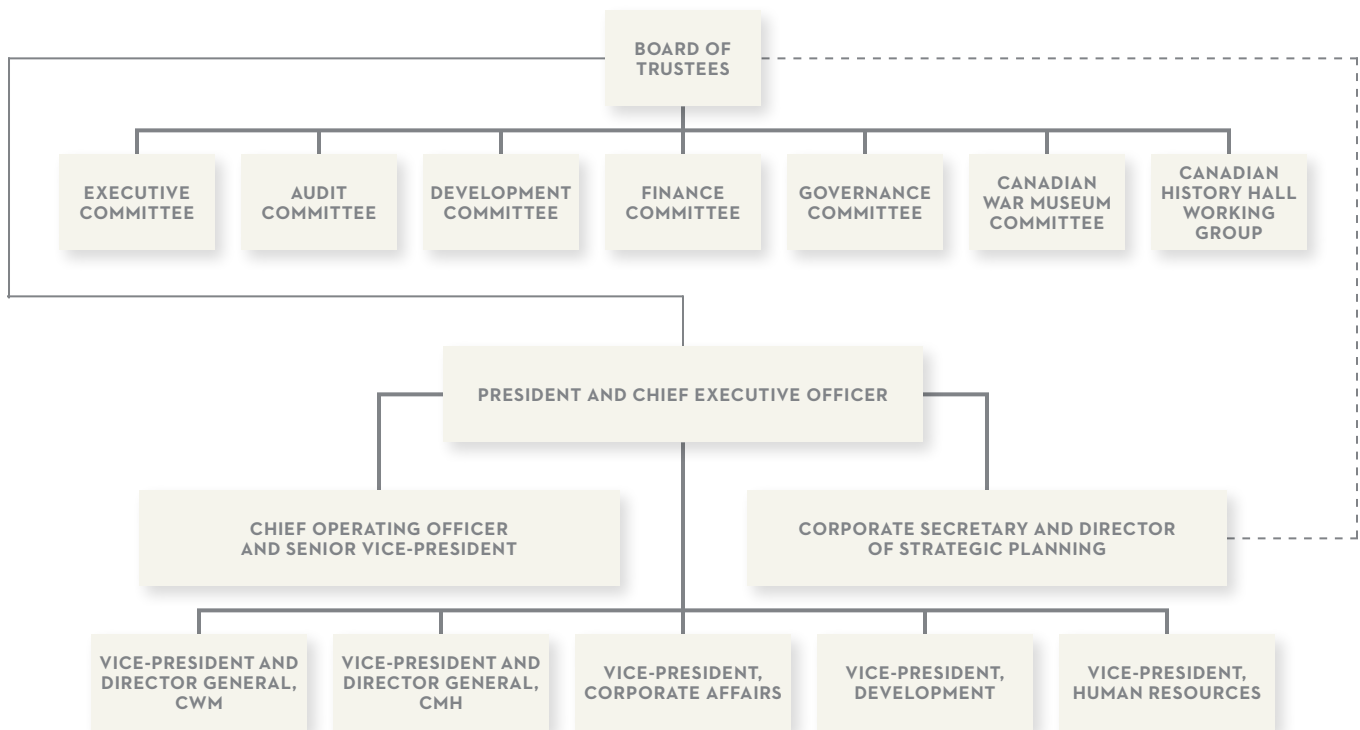 BOARD OF
TRUSTEES
EXECUTIVE
COMMITTEE
AUDIT
COMMITTEE
DEVELOPMENT
COMMITTEE
FINANCE
COMMITTEE
GOVERNANCE
COMMITTEE
CANADIAN
WAR MUSEUM
COMMITTEE
CANADIAN
HISTORY HALL
WORKING
GROUP
PRESIDENT AND CHIEF EXECUTIVE OFFICER
CHIEF OPERATING OFFICER
AND SENIOR VICE-PRESIDENT
CORPORATE SECRETARY AND DIRECTOR
OF STRATEGIC PLANNING
VICE-PRESIDENT AND
DIRECTOR GENERAL,
CWM
VICE-PRESIDENT AND
DIRECTOR GENERAL,
CMH
VICE-PRESIDENT,
CORPORATE AFFAIRS
VICE-PRESIDENT,
DEVELOPMENT
VICE-PRESIDENT,
HUMAN RESOURCES